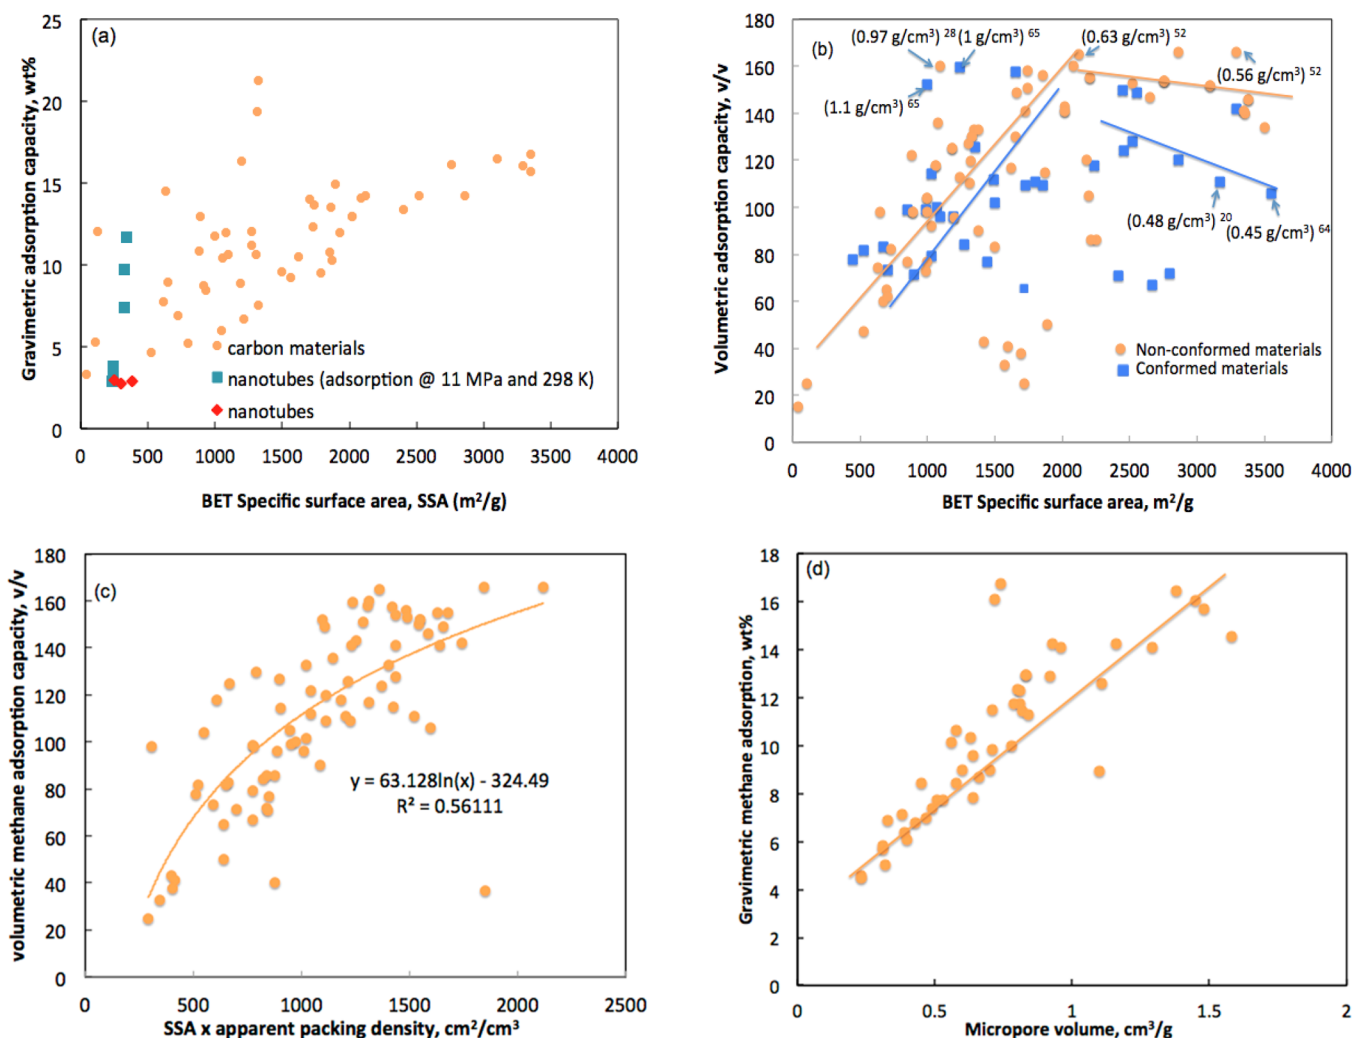 (a)
25
20
15
10
5
0
Gravimetric adsorption capacity, wt%
carbon materials
nanotubes (adsorption @ 11 MPa and 298 K)
nanotubes
0 500 1000 1500 2000 2500 3000 3500 4000
BET Specific surface area, SSA (m²/g)
(b)
180
160
140
120
100
80
60
40
20
0
Volumetric adsorption capacity, v/v
(0.97 g/cm³) 28 (1 g/cm³) 65 (0.63 g/cm³) 52
(0.56 g/cm³) 52
(1.1 g/cm³) 65
(0.48 g/cm³) 20 (0.45 g/cm³) 64
Non-conformed materials
Conformed materials
0 500 1000 1500 2000 2500 3000 3500 4000
BET Specific surface area, m²/g
(c)
180
160
140
120
100
80
60
40
20
0
volumetric methane adsorption capacity, v/v
y = 63.128ln(x) - 324.49
R² = 0.56111
0 500 1000 1500 2000 2500
SSA x apparent packing density, cm²/cm³
(d)
18
16
14
12
10
8
6
4
2
0
Gravimetric methane adsorption, wt%
0 0.5 1 1.5 2
Micropore volume, cm³/g